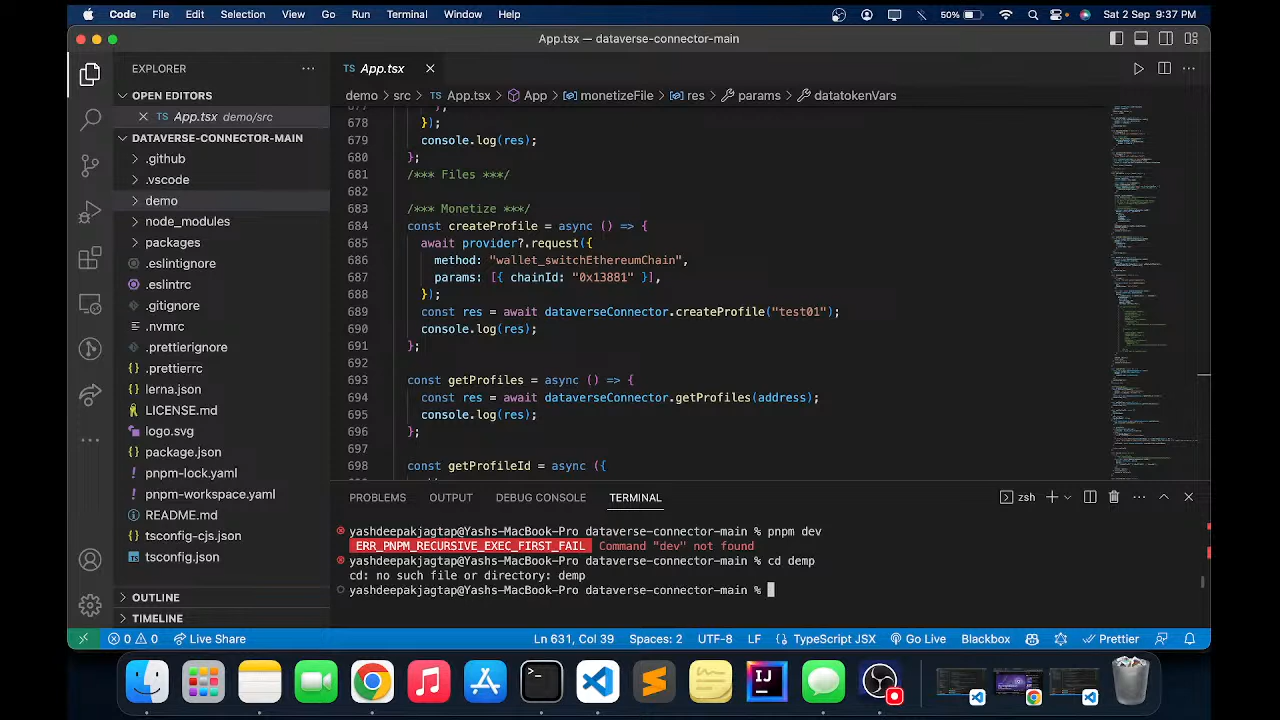 Code File Edit Selection View Go Run Terminal Window Help 50% Sat 2 Sep 9:37 PM
App.tsx — dataverse-connector-main
EXPLORER
OPEN EDITORS
App.tsx demo/src
DATAVERSE-CONNECTOR-MAIN
.github
.vscode
demo
node_modules
packages
.eslintignore
.eslintrc
.gitignore
.npmrc
.prettierignore
.prettierrc
lerna.json
LICENSE.md
logo.svg
package.json
pnpm-lock.yaml
pnpm-workspace.yaml
README.md
tsconfig-cjs.json
tsconfig.json
OUTLINE
TIMELINE
TS App.tsx
demo > src > TS App.tsx > App > monetizeFile > res > params > datatokenVars
677 };
678 });
679 console.log(res);
680 };
681 Files ***/
682
683 /*** Monetize ***/
684 const createProfile = async () => {
685 await provider?.request({
686 method: "wallet_switchEthereumChain",
687 params: [{ chainId: "0x13881" }],
688 });
689 const res = await dataverseConnector.createProfile("test01");
690 console.log(res);
691 };
692
693 const getProfiles = async () => {
694 const res = await dataverseConnector.getProfiles(address);
695 console.log(res);
696 };
697
698 const getProfileId = async ({
PROBLEMS OUTPUT DEBUG CONSOLE TERMINAL zsh
yashdeepakjagtap@Yashs-MacBook-Pro dataverse-connector-main % pnpm dev
ERR_PNPM_RECURSIVE_EXEC_FIRST_FAIL Command "dev" not found
yashdeepakjagtap@Yashs-MacBook-Pro dataverse-connector-main % cd demp
cd: no such file or directory: demp
yashdeepakjagtap@Yashs-MacBook-Pro dataverse-connector-main %
0 0 Live Share Ln 631, Col 39 Spaces: 2 UTF-8 LF {} TypeScript JSX Go Live Blackbox Prettier